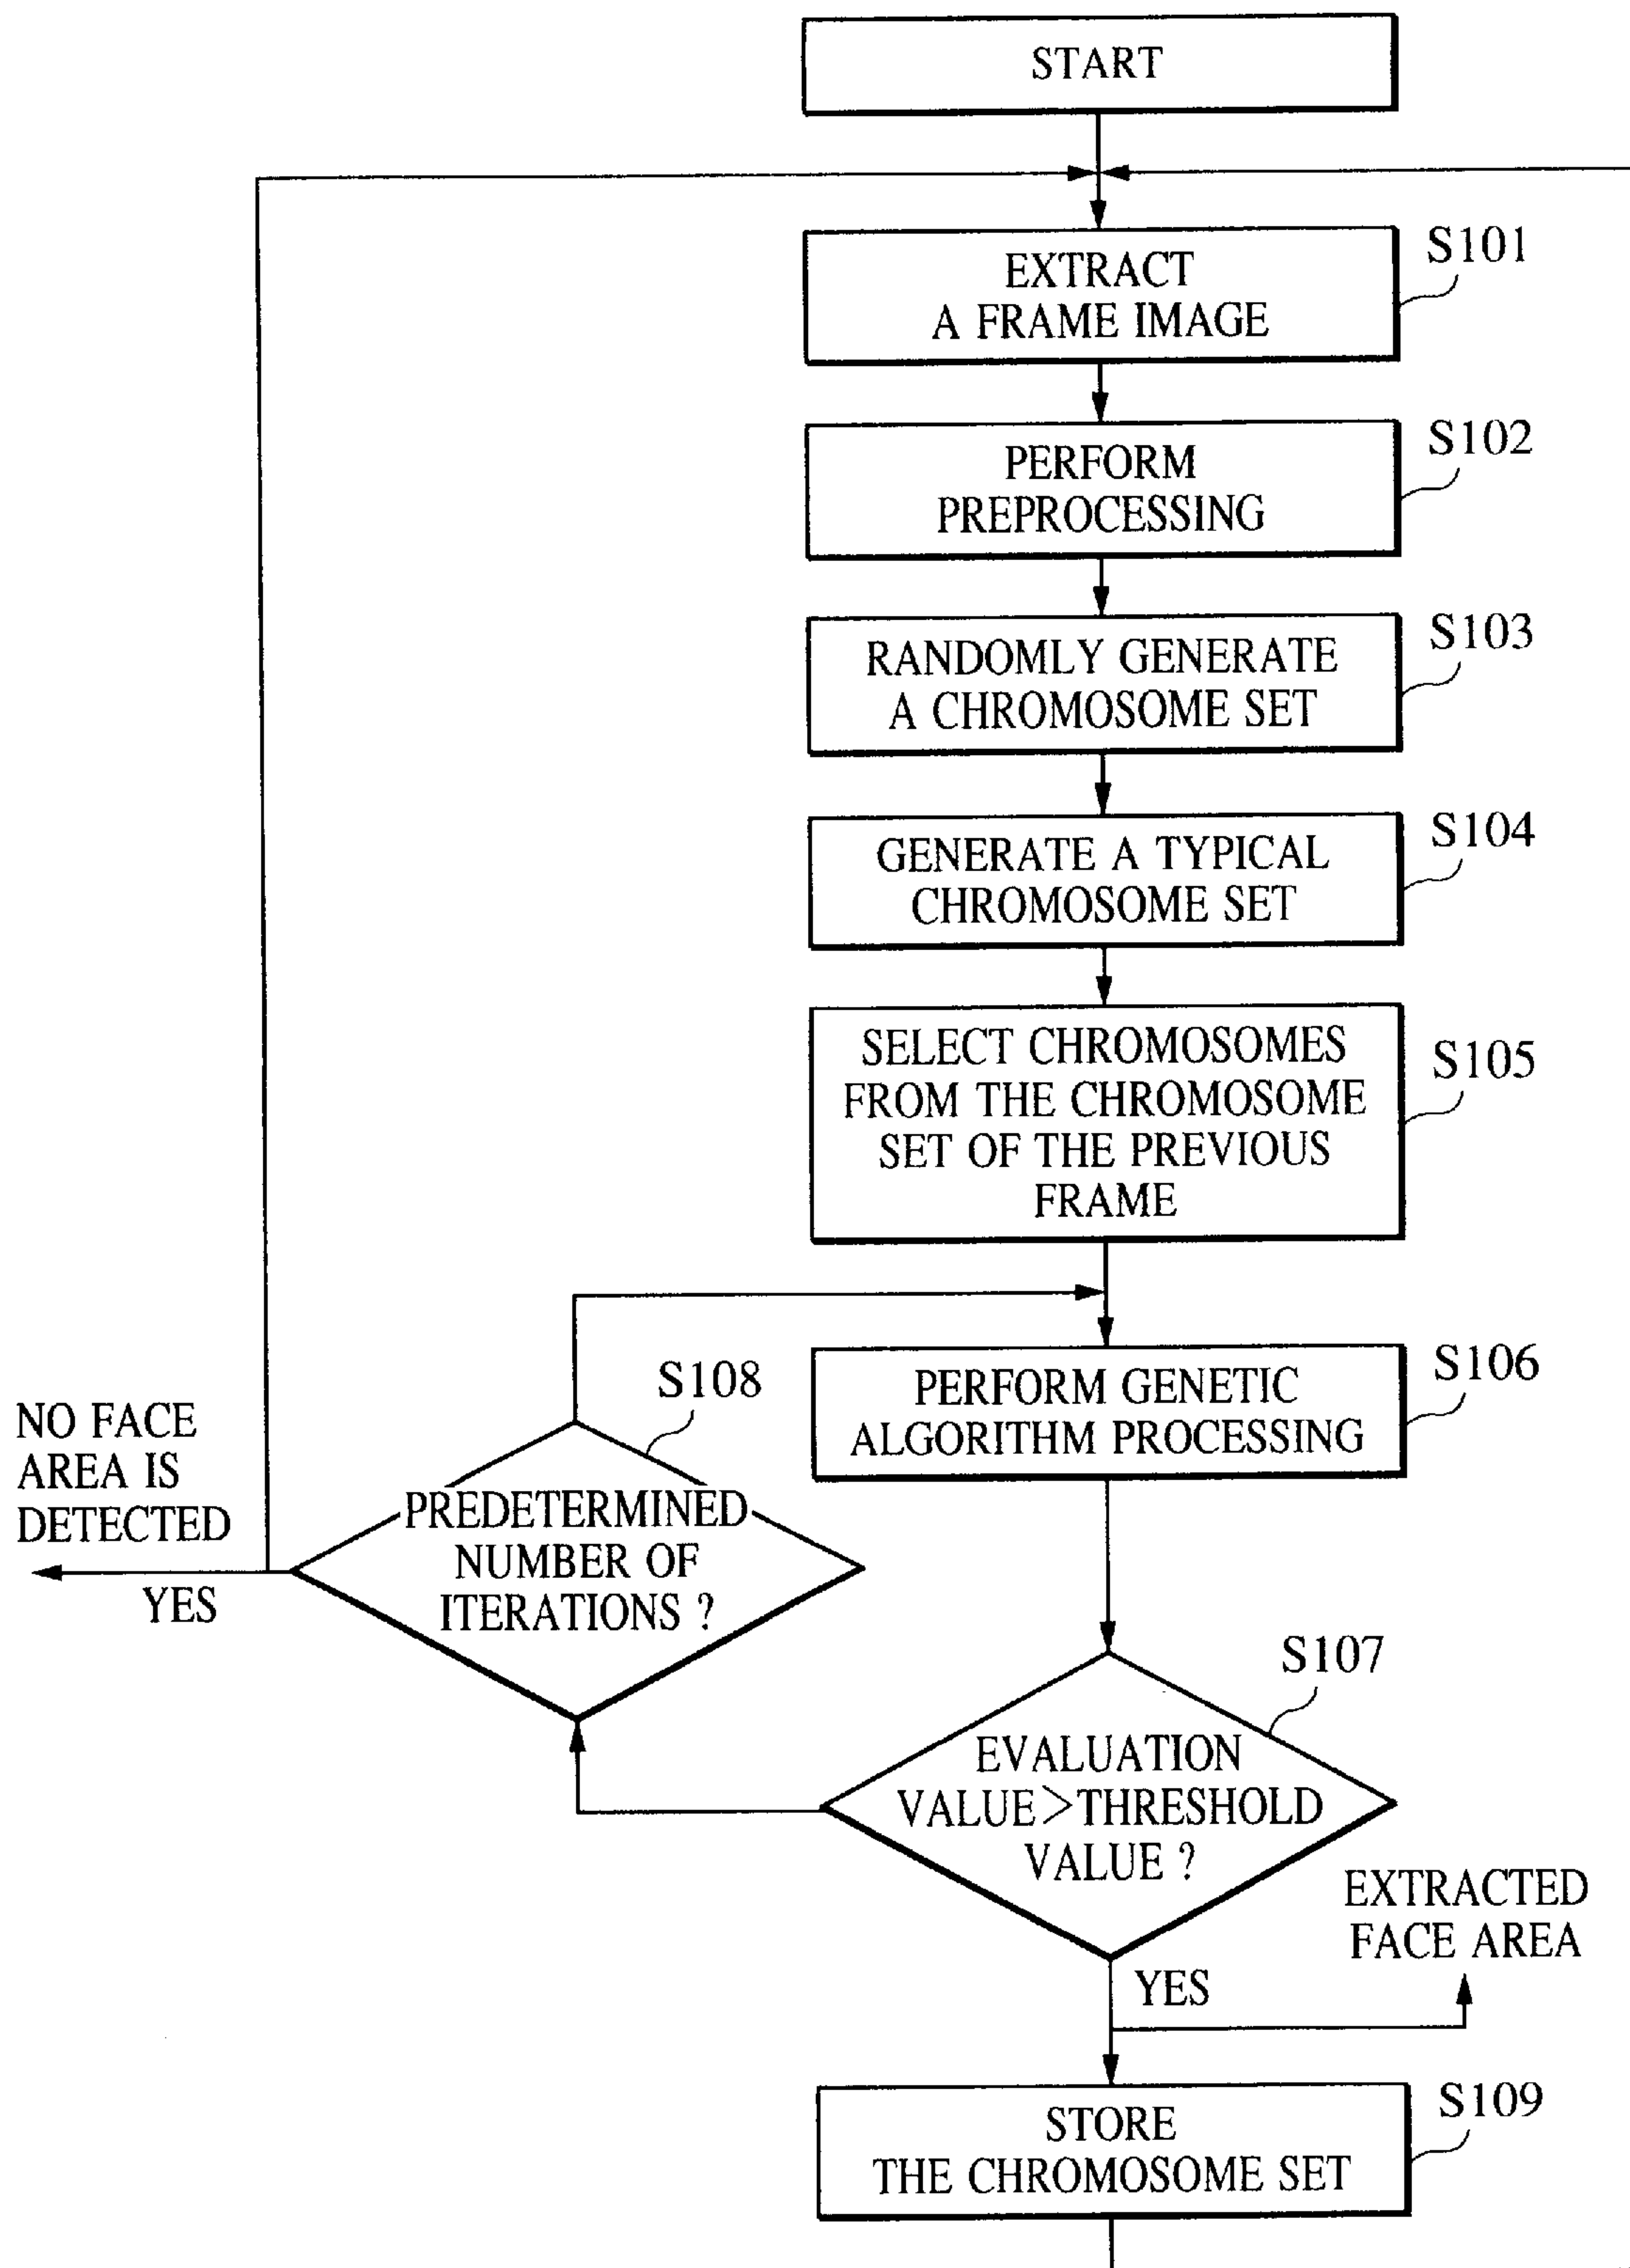 START
S101
EXTRACT
A FRAME IMAGE
S102
PERFORM
PREPROCESSING
S103
RANDOMLY GENERATE
A CHROMOSOME SET
S104
GENERATE A TYPICAL
CHROMOSOME SET
S105
SELECT CHROMOSOMES
FROM THE CHROMOSOME
SET OF THE PREVIOUS
FRAME
S106
PERFORM GENETIC
ALGORITHM PROCESSING
S108
PREDETERMINED
NUMBER OF
ITERATIONS ?
NO FACE
AREA IS
DETECTED
YES
S107
EVALUATION
VALUE>THRESHOLD
VALUE ?
YES
EXTRACTED
FACE AREA
S109
STORE
THE CHROMOSOME SET